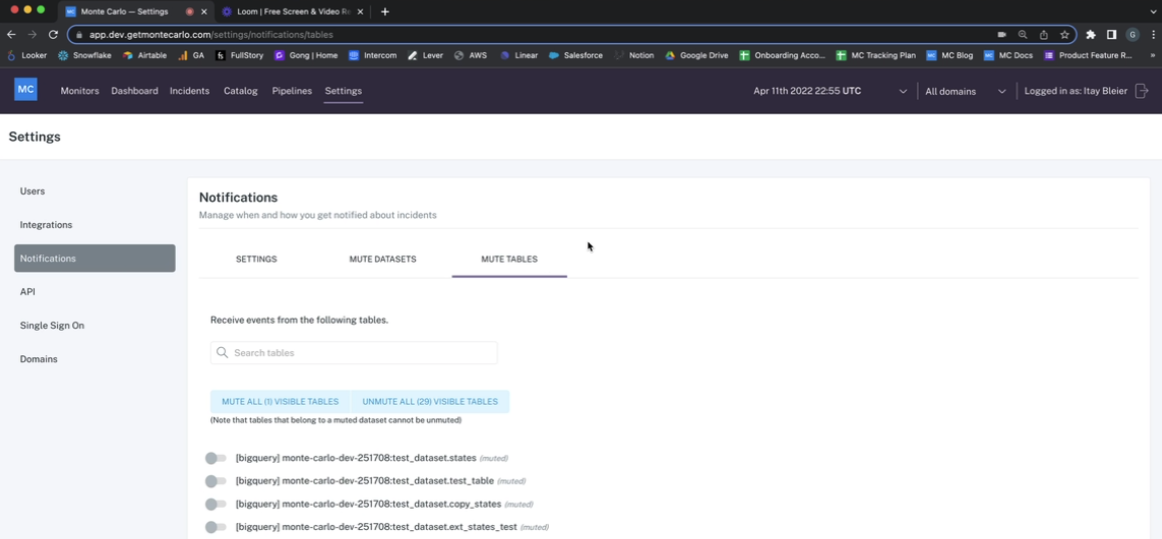 Monte Carlo — Settings
Loom | Free Screen & Video Re
app.dev.getmontecarlo.com/settings/notifications/tables
G
Looker Snowflake Airtable GA FullStory Gong | Home Intercom Lever AWS Linear Salesforce Notion Google Drive Onboarding Acco... MC Tracking Plan MC Blog MC Docs Product Feature R... »
MC Monitors Dashboard Incidents Catalog Pipelines Settings Apr 11th 2022 22:55 UTC All domains Logged in as: Itay Bleier
Settings
Users
Integrations
Notifications
API
Single Sign On
Domains
Notifications
Manage when and how you get notified about incidents
SETTINGS MUTE DATASETS MUTE TABLES
Receive events from the following tables.
Search tables
MUTE ALL (1) VISIBLE TABLES UNMUTE ALL (29) VISIBLE TABLES
(Note that tables that belong to a muted dataset cannot be unmuted)
[bigquery] monte-carlo-dev-251708:test_dataset.states (muted)
[bigquery] monte-carlo-dev-251708:test_dataset.test_table (muted)
[bigquery] monte-carlo-dev-251708:test_dataset.copy_states (muted)
[bigquery] monte-carlo-dev-251708:test_dataset.ext_states_test (muted)